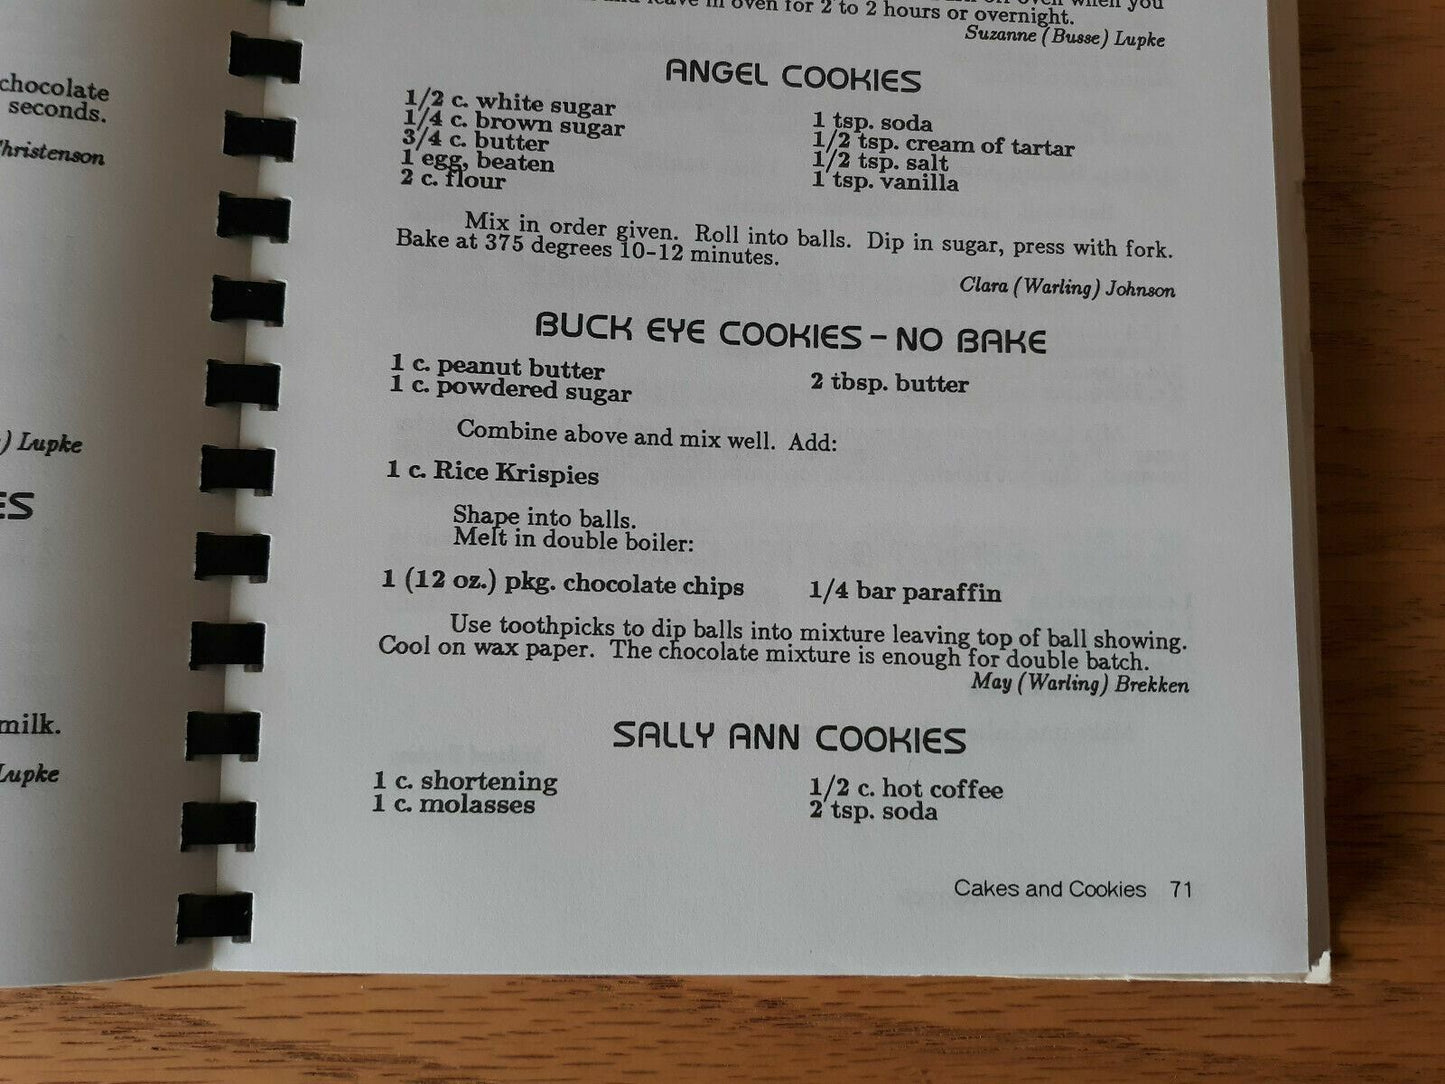 chocolate
seconds.
Christenson
) Lupke
ES
milk.
Lupke
oven when you
and leave in oven for 2 to 2 hours or overnight.
Suzanne (Busse) Lupke
ANGEL COOKIES
1/2 c. white sugar
1/4 c. brown sugar
3/4 c. butter
1 egg, beaten
2 c. flour
1 tsp. soda
1/2 tsp. cream of tartar
1/2 tsp. salt
1 tsp. vanilla
Mix in order given. Roll into balls. Dip in sugar, press with fork.
Bake at 375 degrees 10-12 minutes.
Clara (Warling) Johnson
BUCK EYE COOKIES - NO BAKE
1 c. peanut butter
1 c. powdered sugar
2 tbsp. butter
Combine above and mix well. Add:
1 c. Rice Krispies
Shape into balls.
Melt in double boiler:
1 (12 oz.) pkg. chocolate chips
1/4 bar paraffin
Use toothpicks to dip balls into mixture leaving top of ball showing.
Cool on wax paper. The chocolate mixture is enough for double batch.
May (Warling) Brekken
SALLY ANN COOKIES
1 c. shortening
1 c. molasses
1/2 c. hot coffee
2 tsp. soda
Cakes and Cookies 71